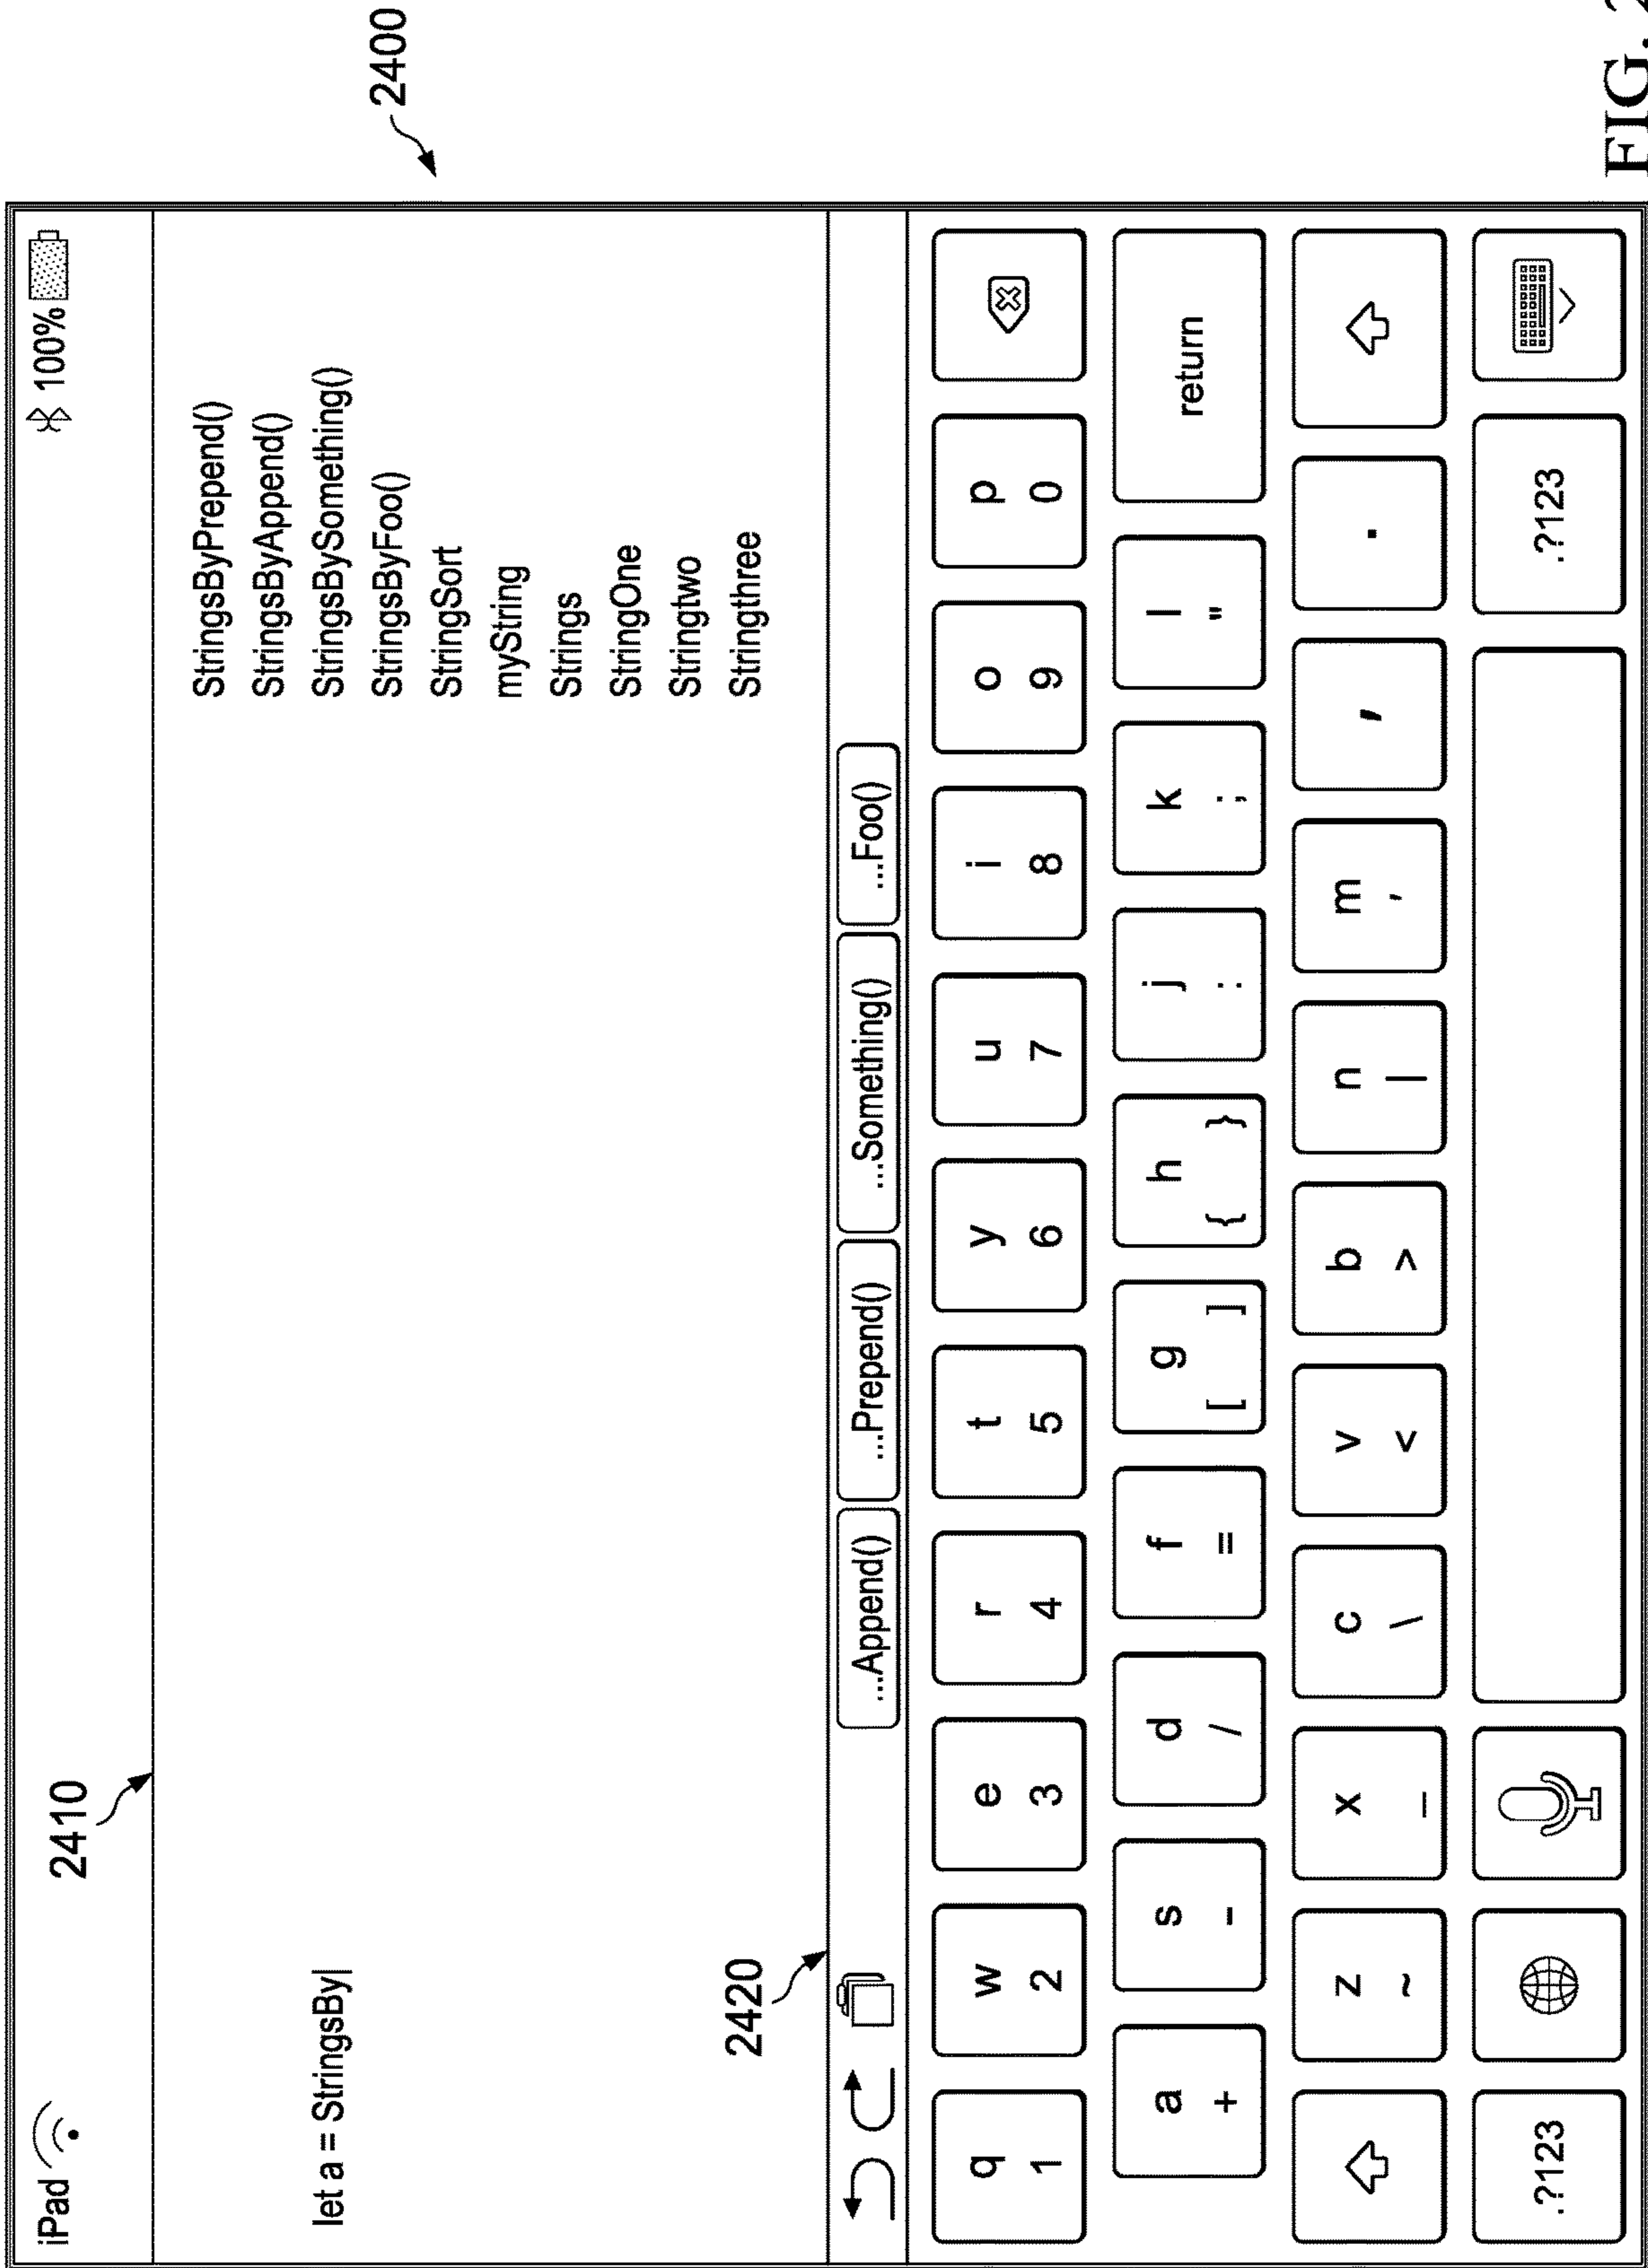 iPad 100%
2410
2400
StringsByPrepend()
StringsByAppend()
let a = StringsBy|
StringsBySomething()
StringsByFoo()
StringSort
myString
Strings
StringOne
Stringtwo
Stringthree
2420
...Append() ...Prepend() ...Something() ...Foo()
q w e r t y u i o p
1 2 3 4 5 6 7 8 9 0
a s d f g h j k l return
+ - / = [ ] { } : ; "
z x c v b n m , .
~ _ \ < > | '
.?123 .?123
FIG. 2